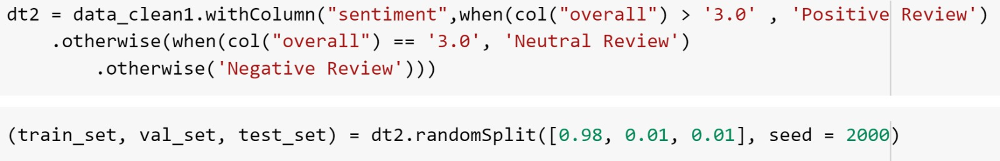 dt2 = data_clean1.withColumn("sentiment",when(col("overall") > '3.0' , 'Positive Review')
    .otherwise(when(col("overall") == '3.0', 'Neutral Review')
        .otherwise('Negative Review')))
(train_set, val_set, test_set) = dt2.randomSplit([0.98, 0.01, 0.01], seed = 2000)